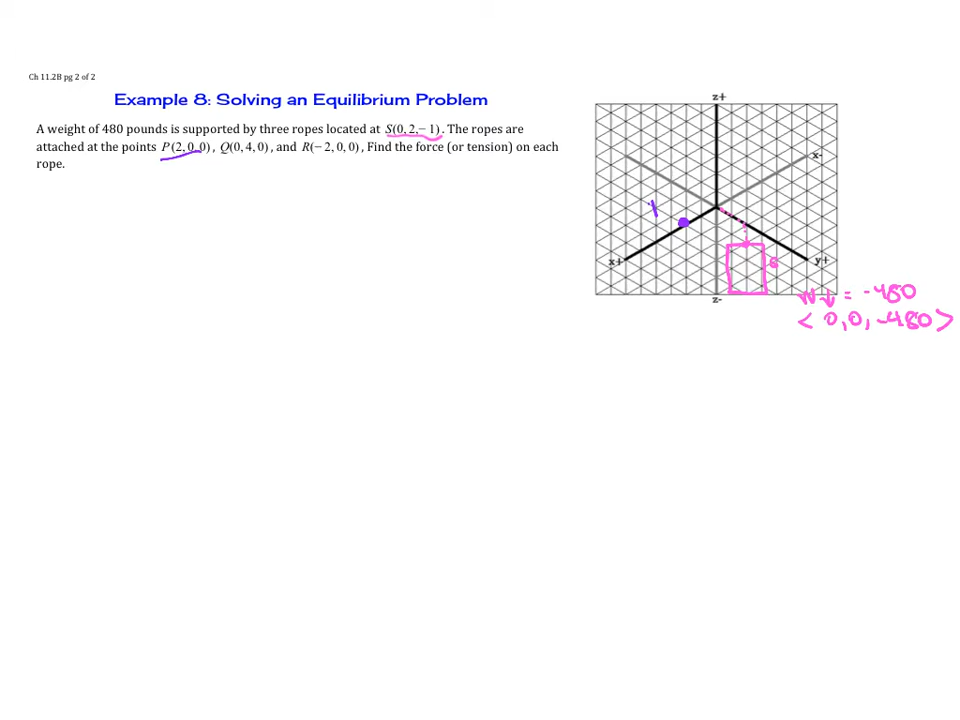 Ch 11.2B pg 2 of 2
Example 8: Solving an Equilibrium Problem
A weight of 480 pounds is supported by three ropes located at S(0, 2, −1). The ropes are
attached at the points P(2, 0, 0), Q(0, 4, 0), and R(−2, 0, 0), Find the force (or tension) on each
rope.
z+
x-
x+
y+
z-
= -480
< 0, 0, -480 >